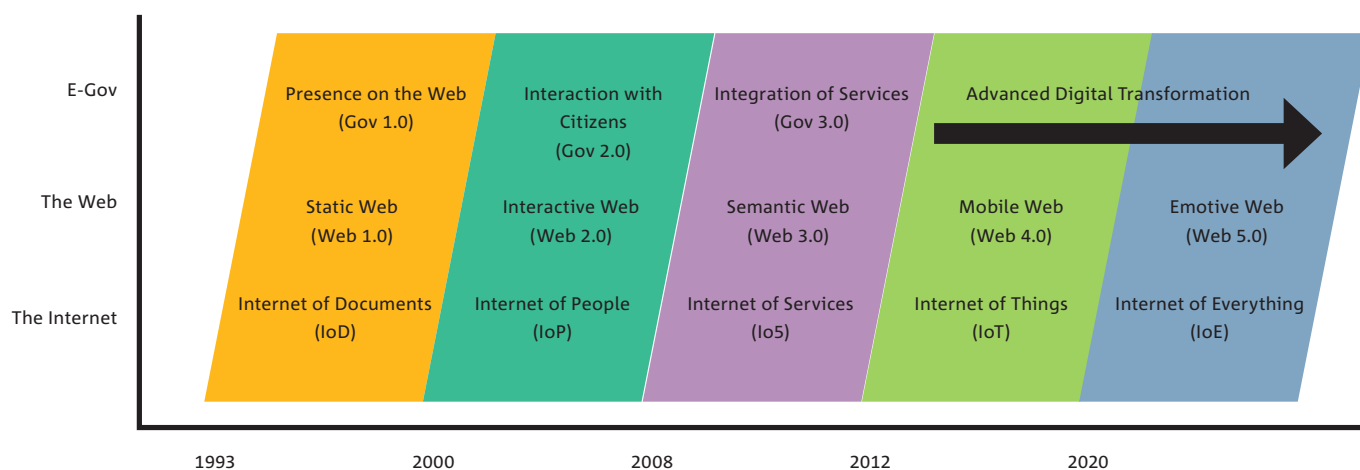 E-Gov
Presence on the Web
(Gov 1.0)
Interaction with
Citizens
(Gov 2.0)
Integration of Services
(Gov 3.0)
Advanced Digital Transformation
The Web
Static Web
(Web 1.0)
Interactive Web
(Web 2.0)
Semantic Web
(Web 3.0)
Mobile Web
(Web 4.0)
Emotive Web
(Web 5.0)
The Internet
Internet of Documents
(IoD)
Internet of People
(IoP)
Internet of Services
(Io5)
Internet of Things
(IoT)
Internet of Everything
(IoE)
1993
2000
2008
2012
2020